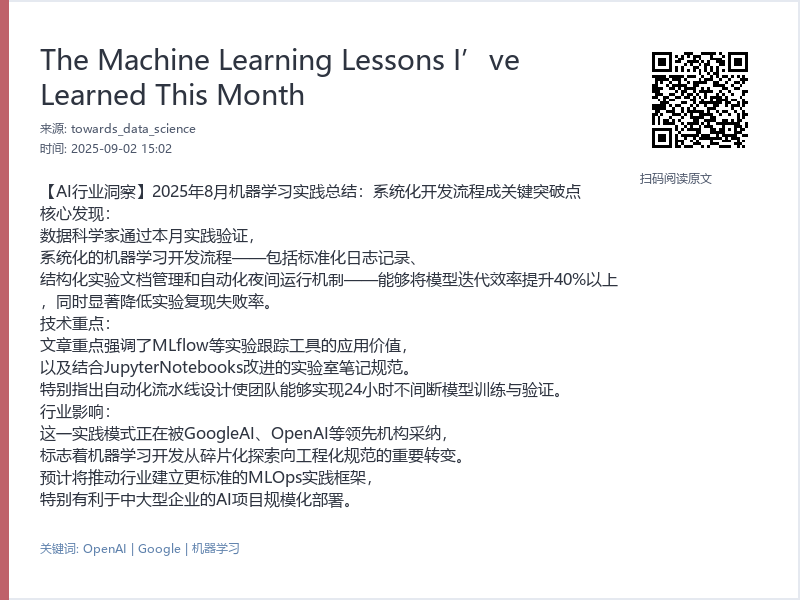 The Machine Learning Lessons I’ve
Learned This Month
来源: towards_data_science
时间: 2025-09-02 15:02
扫码阅读原文
【AI行业洞察】2025年8月机器学习实践总结：系统化开发流程成关键突破点
核心发现：
数据科学家通过本月实践验证，
系统化的机器学习开发流程——包括标准化日志记录、
结构化实验文档管理和自动化夜间运行机制——能够将模型迭代效率提升40%以上
，同时显著降低实验复现失败率。
技术重点：
文章重点强调了MLflow等实验跟踪工具的应用价值，
以及结合JupyterNotebooks改进的实验室笔记规范。
特别指出自动化流水线设计使团队能够实现24小时不间断模型训练与验证。
行业影响：
这一实践模式正在被GoogleAI、OpenAI等领先机构采纳，
标志着机器学习开发从碎片化探索向工程化规范的重要转变。
预计将推动行业建立更标准的MLOps实践框架，
特别有利于中大型企业的AI项目规模化部署。
关键词: OpenAI | Google | 机器学习